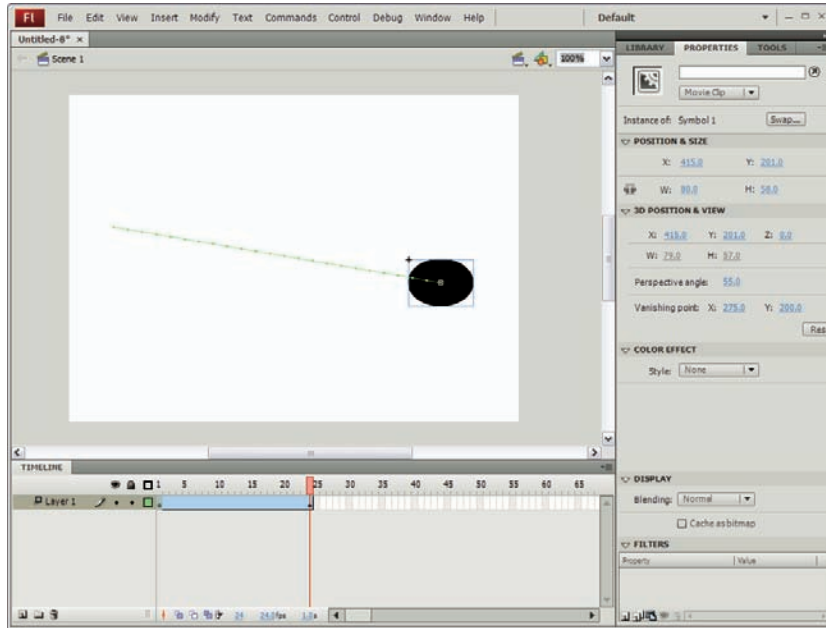 Fl File Edit View Insert Modify Text Commands Control Debug Window Help Default
Untitled-8* ×
Scene 1 100%
LIBRARY PROPERTIES TOOLS
Movie Clip
Instance of: Symbol 1 Swap...
POSITION & SIZE
X: 415.0 Y: 201.0
W: 80.0 H: 58.0
3D POSITION & VIEW
X: 415.0 Y: 201.0 Z: 0.0
W: 79.0 H: 57.0
Perspective angle: 55.0
Vanishing point: X: 275.0 Y: 200.0
Res
COLOR EFFECT
Style: None
DISPLAY
Blending: Normal
Cache as bitmap
FILTERS
Property Value
TIMELINE
1 5 10 15 20 25 30 35 40 45 50 55 60 65
Layer 1
24 24.0fps 1.0s